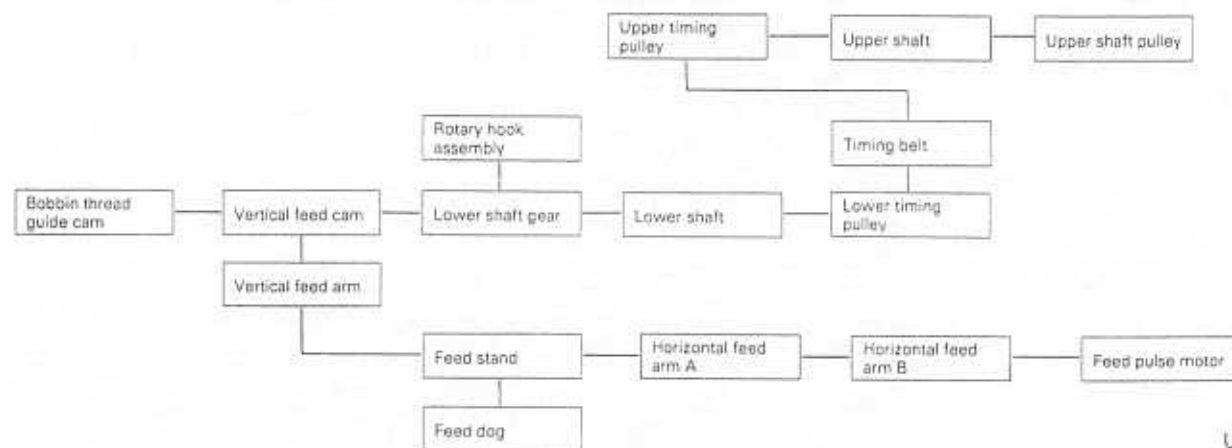 Upper timing
pulley
Upper shaft
Upper shaft pulley
Rotary hook
assembly
Timing belt
Bobbin thread
guide cam
Vertical feed cam
Lower shaft gear
Lower shaft
Lower timing
pulley
Vertical feed arm
Feed stand
Horizontal feed
arm A
Horizontal feed
arm B
Feed pulse motor
Feed dog